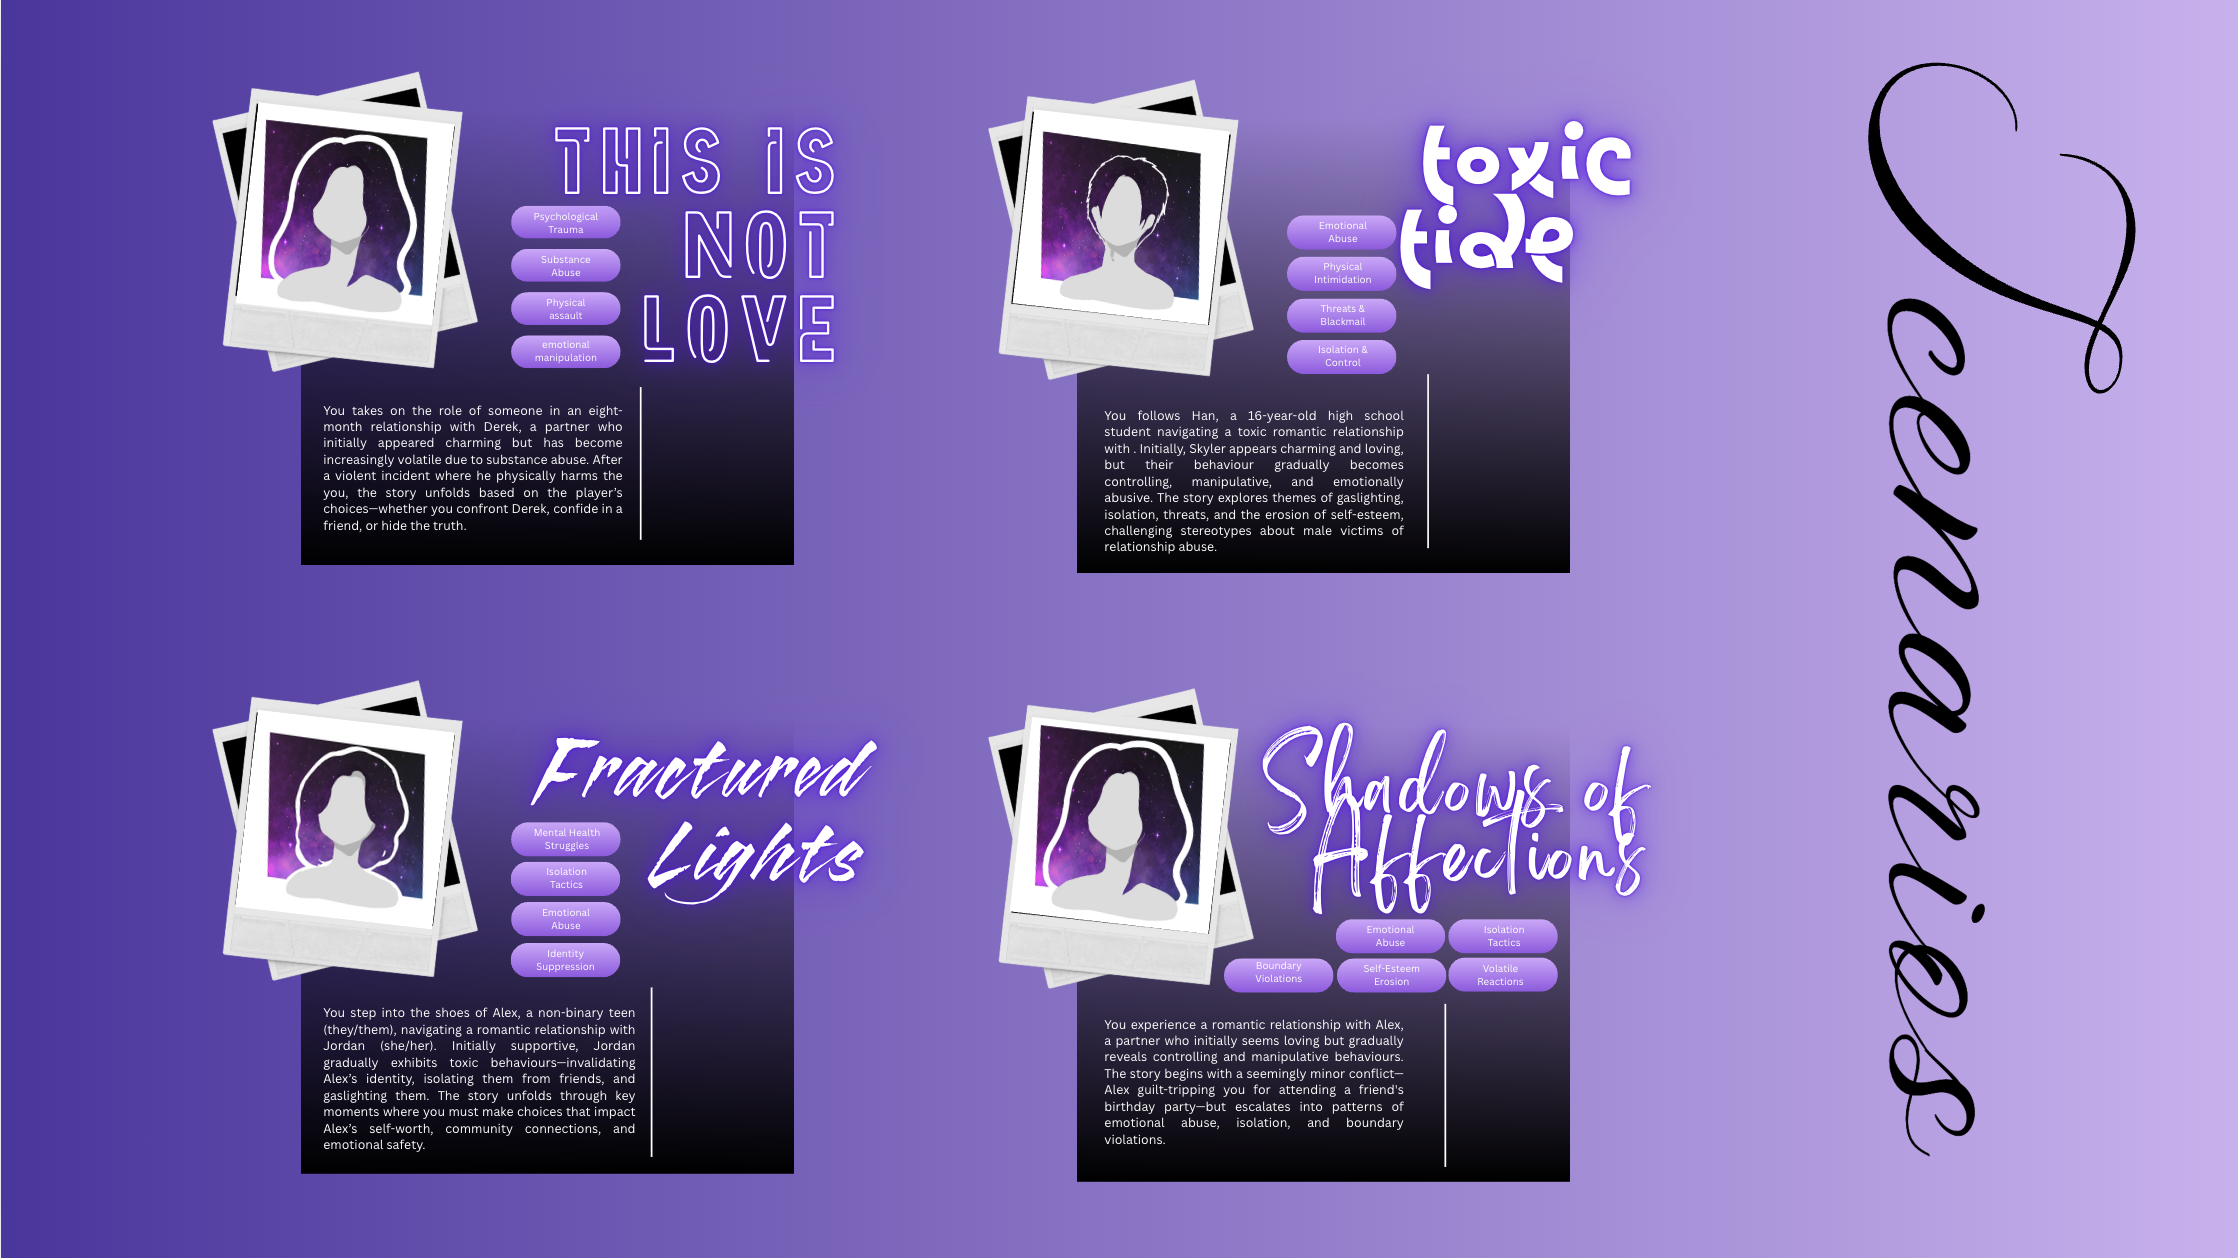 THIS IS
NOT
LOVE
Psychological
Trauma
Substance
Abuse
Physical
assault
emotional
manipulation
You takes on the role of someone in an eight-
month relationship with Derek, a partner who
initially appeared charming but has become
increasingly volatile due to substance abuse. After
a violent incident where he physically harms the
you, the story unfolds based on the player's
choices—whether you confront Derek, confide in a
friend, or hide the truth.
toxic
tide
Emotional
Abuse
Physical
Intimidation
Threats &
Blackmail
Isolation &
Control
You follows Han, a 16-year-old high school
student navigating a toxic romantic relationship
with . Initially, Skyler appears charming and loving,
but their behaviour gradually becomes
controlling, manipulative, and emotionally
abusive. The story explores themes of gaslighting,
isolation, threats, and the erosion of self-esteem,
challenging stereotypes about male victims of
relationship abuse.
Fractured
Lights
Mental Health
Struggles
Isolation
Tactics
Emotional
Abuse
Identity
Suppression
You step into the shoes of Alex, a non-binary teen
(they/them), navigating a romantic relationship with
Jordan (she/her). Initially supportive, Jordan
gradually exhibits toxic behaviours—invalidating
Alex's identity, isolating them from friends, and
gaslighting them. The story unfolds through key
moments where you must make choices that impact
Alex's self-worth, community connections, and
emotional safety.
Shadows of
Affections
Emotional
Abuse
Isolation
Tactics
Boundary
Violations
Self-Esteem
Erosion
Volatile
Reactions
You experience a romantic relationship with Alex,
a partner who initially seems loving but gradually
reveals controlling and manipulative behaviours.
The story begins with a seemingly minor conflict—
Alex guilt-tripping you for attending a friend's
birthday party—but escalates into patterns of
emotional abuse, isolation, and boundary
violations.
Scenarios